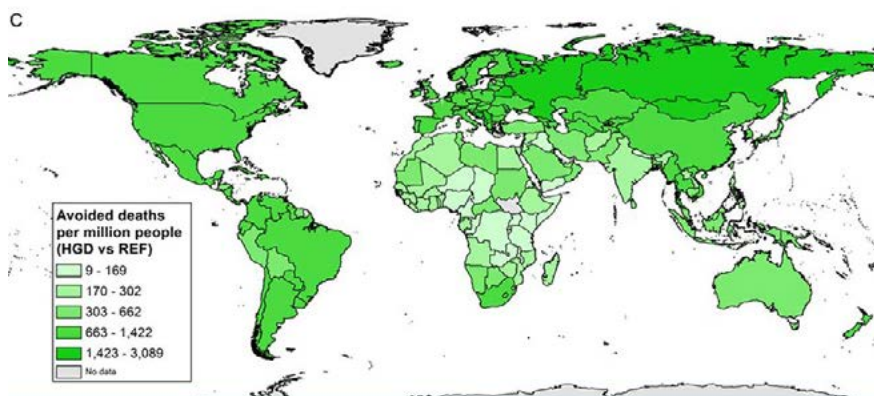 C
Avoided deaths
per million people
(HGD vs REF)
9 - 169
170 - 302
303 - 662
663 - 1,422
1,423 - 3,089
No data